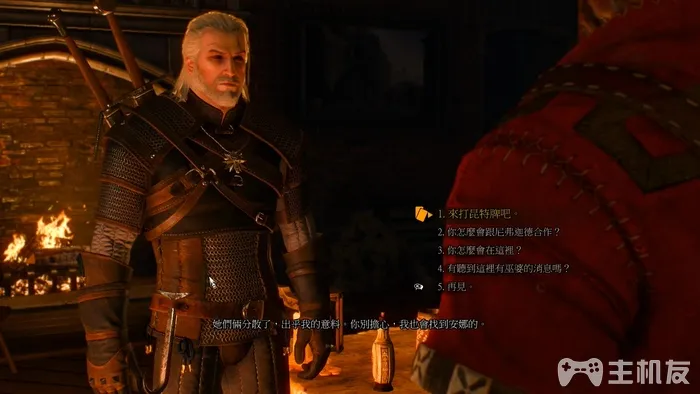 1. 來打昆特牌吧。
2. 你怎麼會跟尼弗迦德合作？
3. 你怎麼會在這裡？
4. 有聽到這裡有巫婆的消息嗎？
5. 再見。
她們倆分散了，出乎我的意料。你別擔心，我也會找到安娜的。
主机友